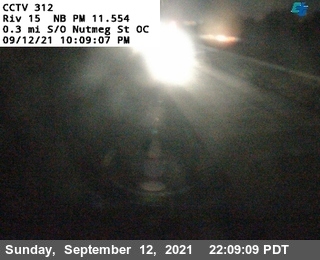 CCTV 312
Riv 15 NB PM 11.554
0.3 mi S/O Nutmeg St OC
09/12/21 10:09:07 PM
Sunday, September 12, 2021 22:09:09 PDT